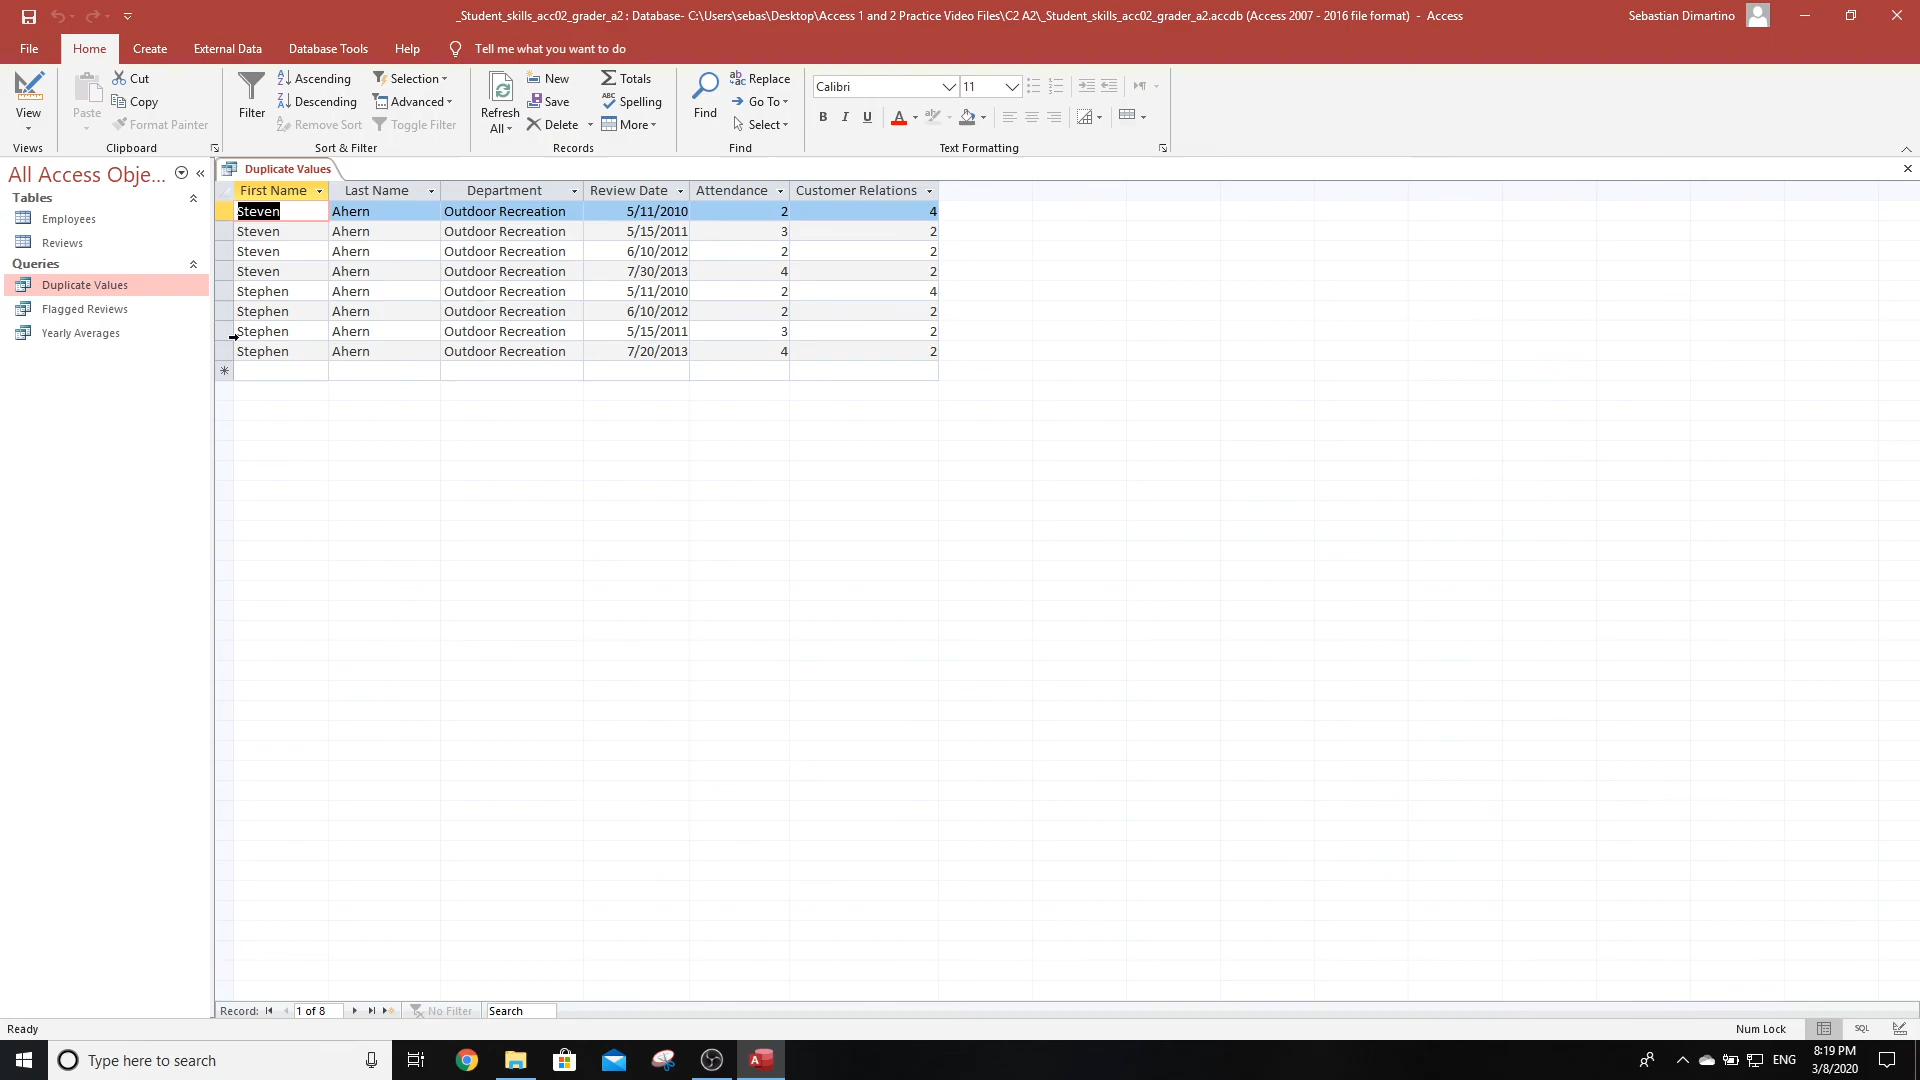 _Student_skills_acc02_grader_a2 : Database- C:\Users\sebas\Desktop\Access 1 and 2 Practice Video Files\C2 A2\_Student_skills_acc02_grader_a2.accdb (Access 2007 - 2016 file format) - Access
Sebastian Dimartino
File Home Create External Data Database Tools Help Tell me what you want to do
View
Views
Paste
Cut
Copy
Format Painter
Clipboard
Filter
Ascending
Descending
Remove Sort
Selection
Advanced
Toggle Filter
Sort & Filter
Refresh
All
New
Save
Delete
Totals
Spelling
More
Records
Find
Replace
Go To
Select
Find
Calibri 11
B I U A
Text Formatting
All Access Obje...
Tables
Employees
Reviews
Queries
Duplicate Values
Flagged Reviews
Yearly Averages
Duplicate Values
First Name Last Name Department Review Date Attendance Customer Relations
Steven Ahern Outdoor Recreation 5/11/2010 2 4
Steven Ahern Outdoor Recreation 5/15/2011 3 2
Steven Ahern Outdoor Recreation 6/10/2012 2 2
Steven Ahern Outdoor Recreation 7/30/2013 4 2
Stephen Ahern Outdoor Recreation 5/11/2010 2 4
Stephen Ahern Outdoor Recreation 6/10/2012 2 2
Stephen Ahern Outdoor Recreation 5/15/2011 3 2
Stephen Ahern Outdoor Recreation 7/20/2013 4 2
Record: 1 of 8 No Filter Search
Ready
Num Lock SQL
Type here to search
ENG
8:19 PM
3/8/2020